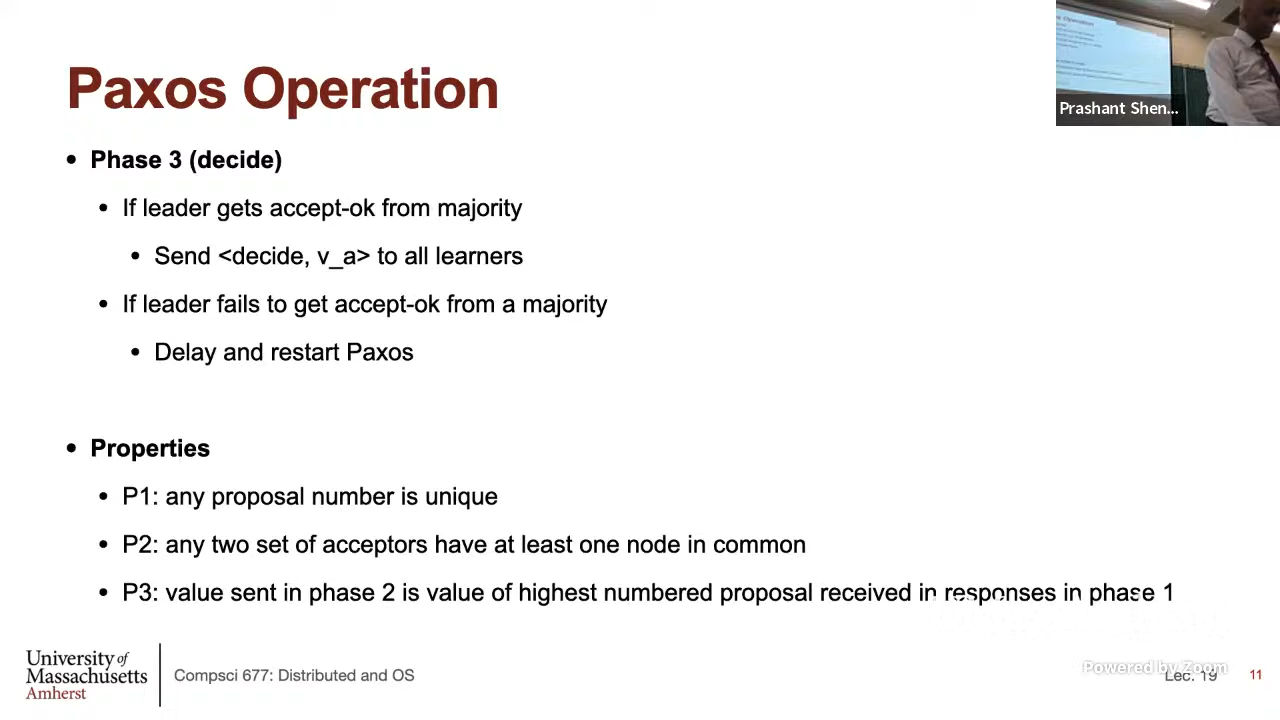 Paxos Operation
Prashant Shen...
• Phase 3 (decide)
• If leader gets accept-ok from majority
• Send <decide, v_a> to all learners
• If leader fails to get accept-ok from a majority
• Delay and restart Paxos
• Properties
• P1: any proposal number is unique
• P2: any two set of acceptors have at least one node in common
• P3: value sent in phase 2 is value of highest numbered proposal received in responses in phase 1
University of
Massachusetts
Amherst
Compsci 677: Distributed and OS
Powered by Zoom
Lec. 19
11